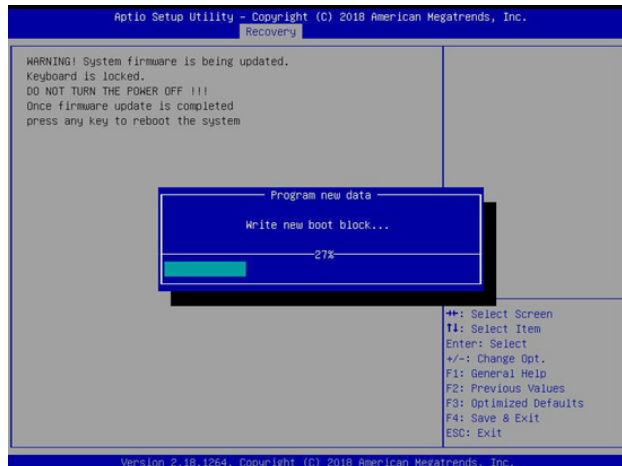 Aptio Setup Utility – Copyright (C) 2018 American Megatrends, Inc.
Recovery
WARNING! System firmware is being updated.
Keyboard is locked.
DO NOT TURN THE POWER OFF !!!
Once firmware update is completed
press any key to reboot the system
Program new data
Write new boot block...
27%
→←: Select Screen
↑↓: Select Item
Enter: Select
+/-: Change Opt.
F1: General Help
F2: Previous Values
F3: Optimized Defaults
F4: Save & Exit
ESC: Exit
Version 2.18.1264. Copyright (C) 2018 American Megatrends, Inc.